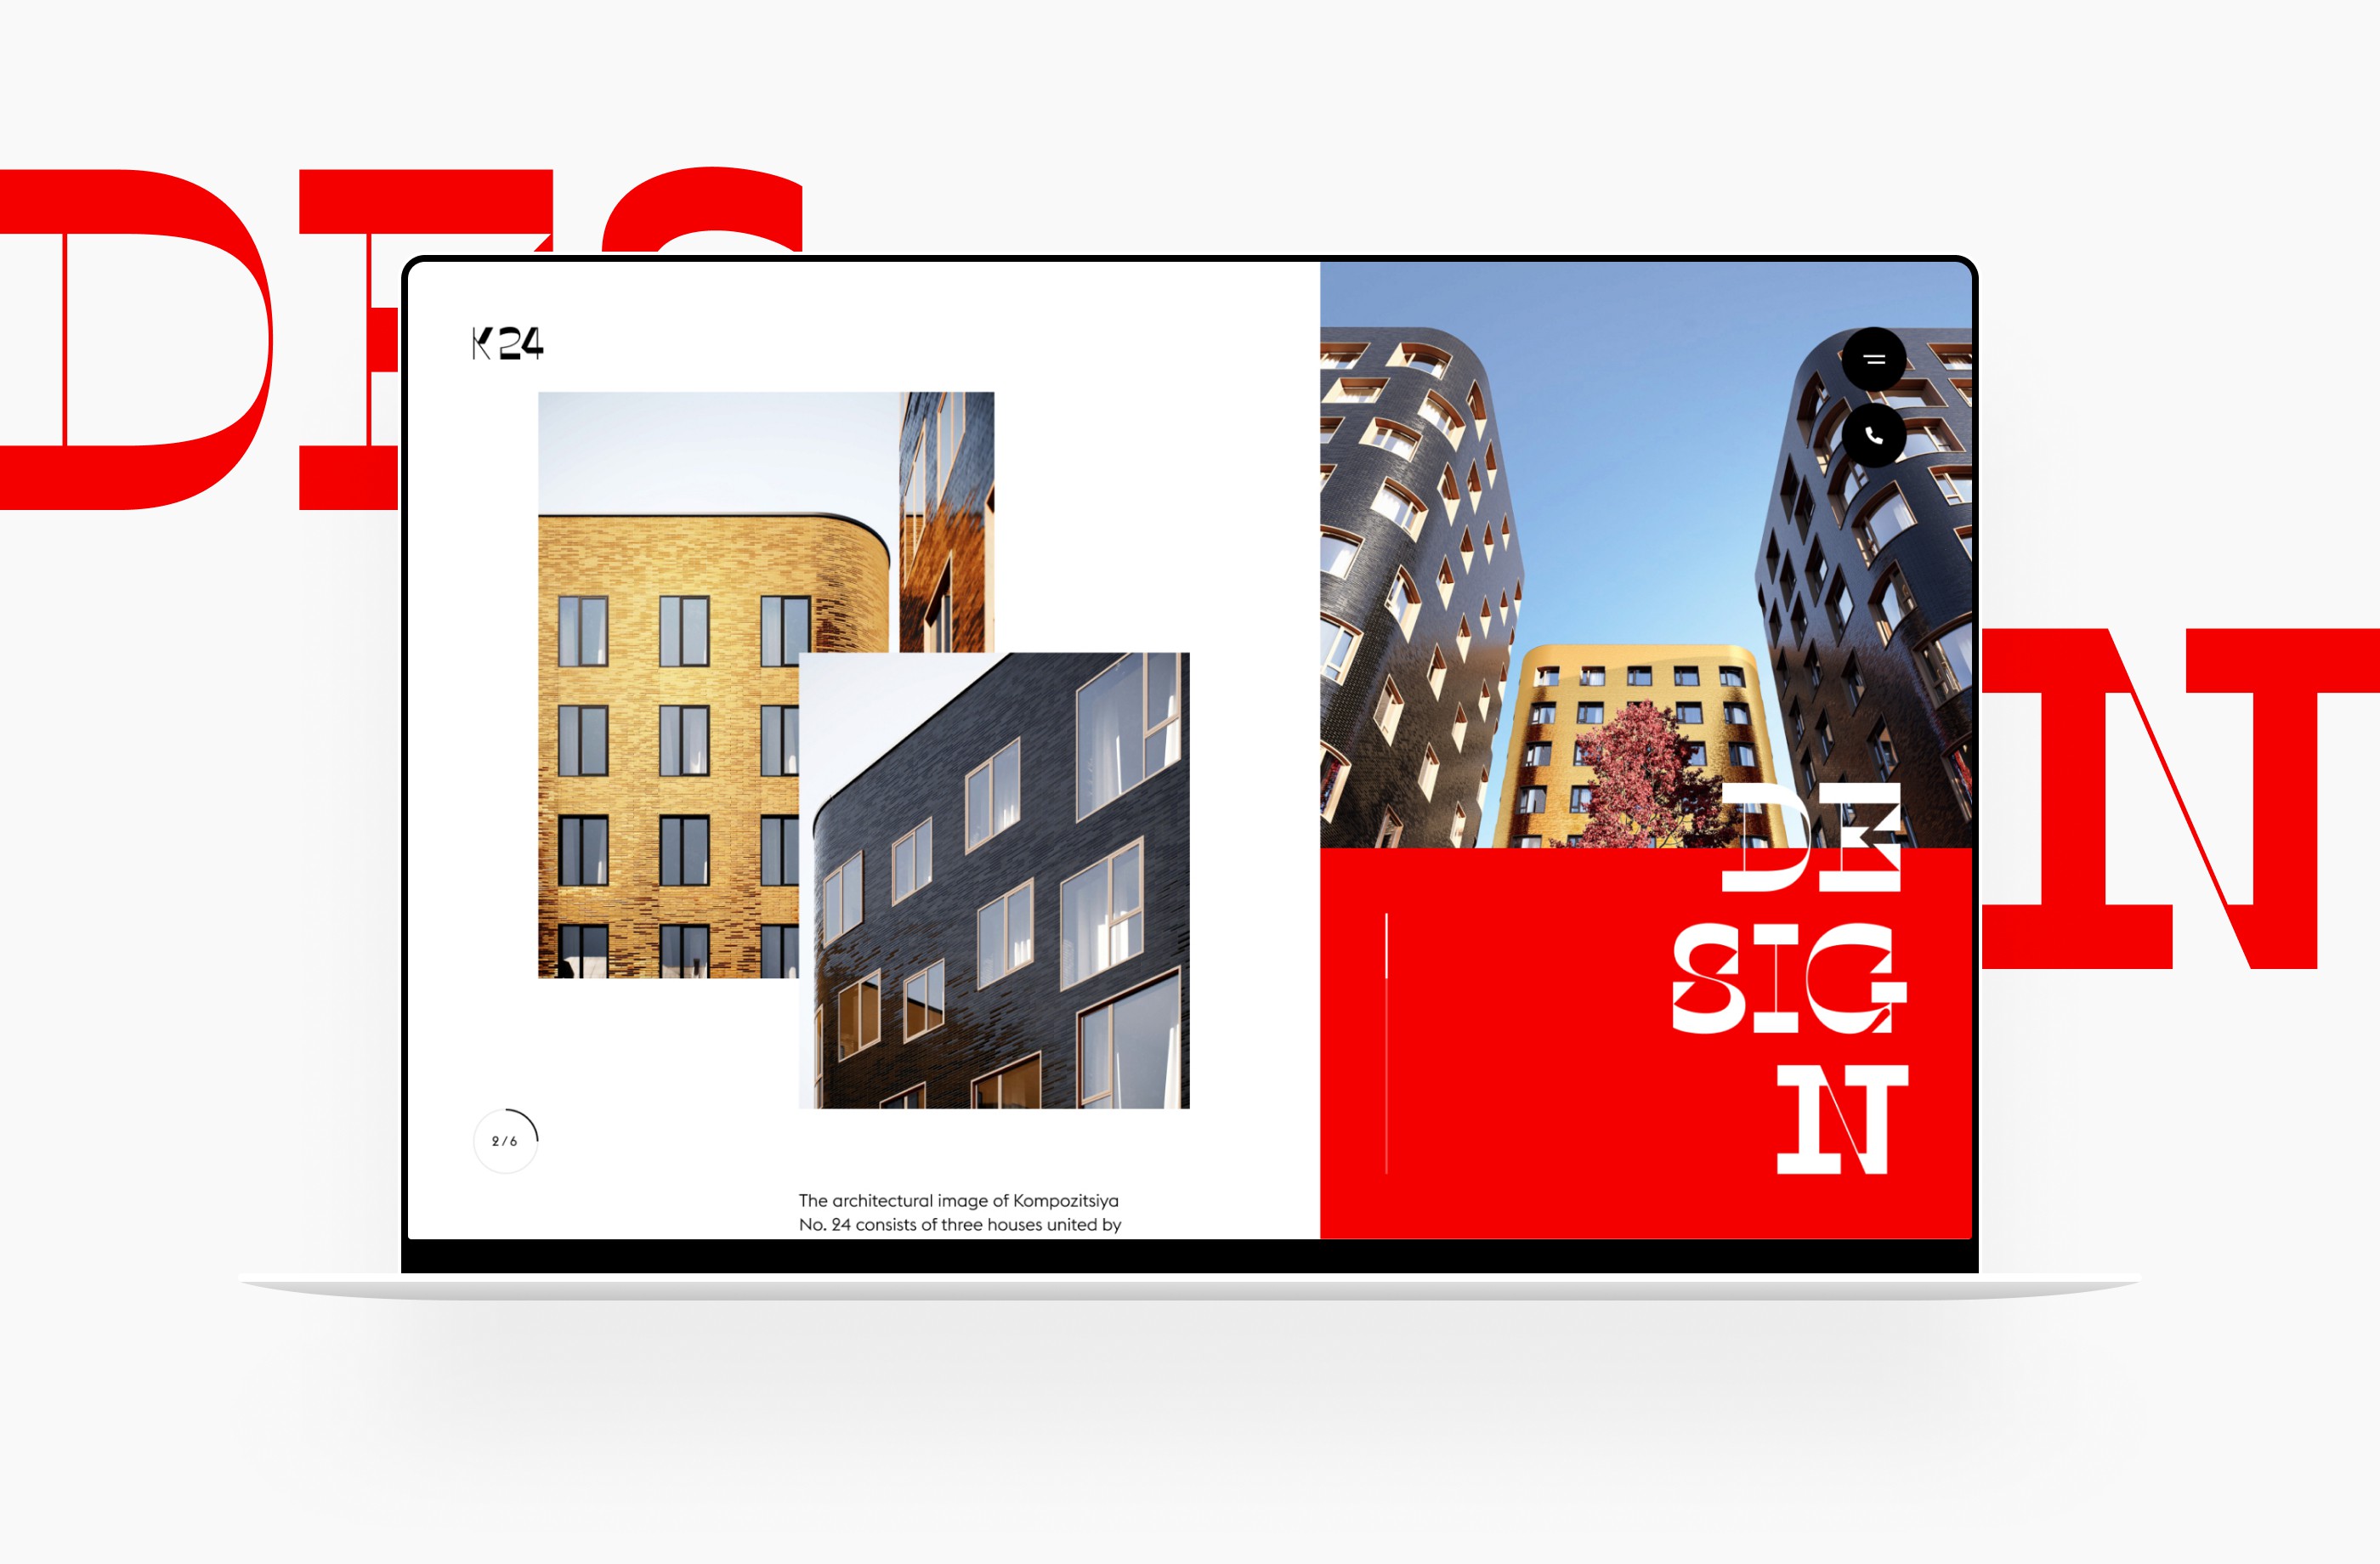 DES
IN
K24
DE
SIG
N
2/6
The architectural image of Kompozitsiya
No. 24 consists of three houses united by